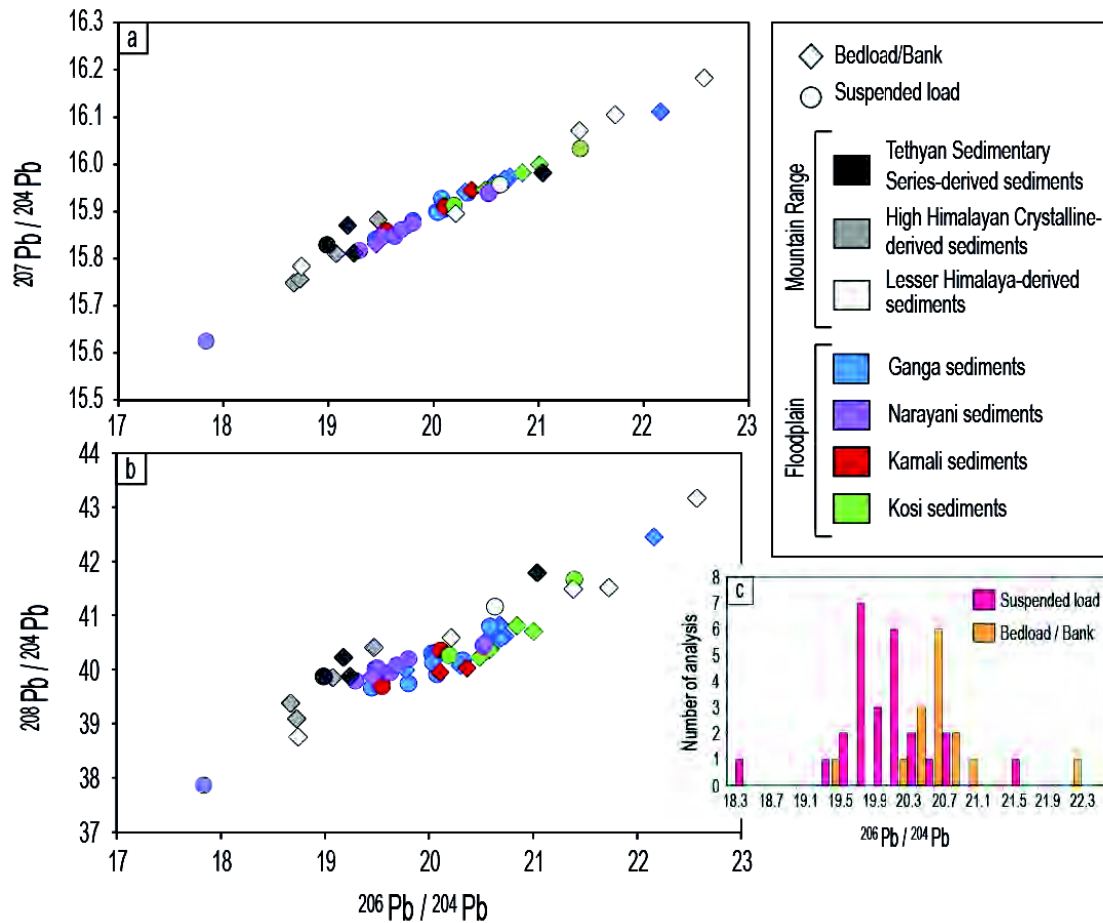 a
16.3
16.2
16.1
16.0
15.9
15.8
15.7
15.6
15.5
207Pb / 204Pb
17 18 19 20 21 22 23
b
44
43
42
41
40
39
38
37
208Pb / 204Pb
17 18 19 20 21 22 23
206Pb / 204Pb
Bedload/Bank
Suspended load
Mountain Range
Tethyan Sedimentary
Series-derived sediments
High Himalayan Crystalline-
derived sediments
Lesser Himalaya-derived
sediments
Floodplain
Ganga sediments
Narayani sediments
Karnali sediments
Kosi sediments
c
8
7
6
5
4
3
2
1
0
Number of analysis
Suspended load
Bedload / Bank
18.3 18.7 19.1 19.5 19.9 20.3 20.7 21.1 21.5 21.9 22.3
206Pb / 204Pb